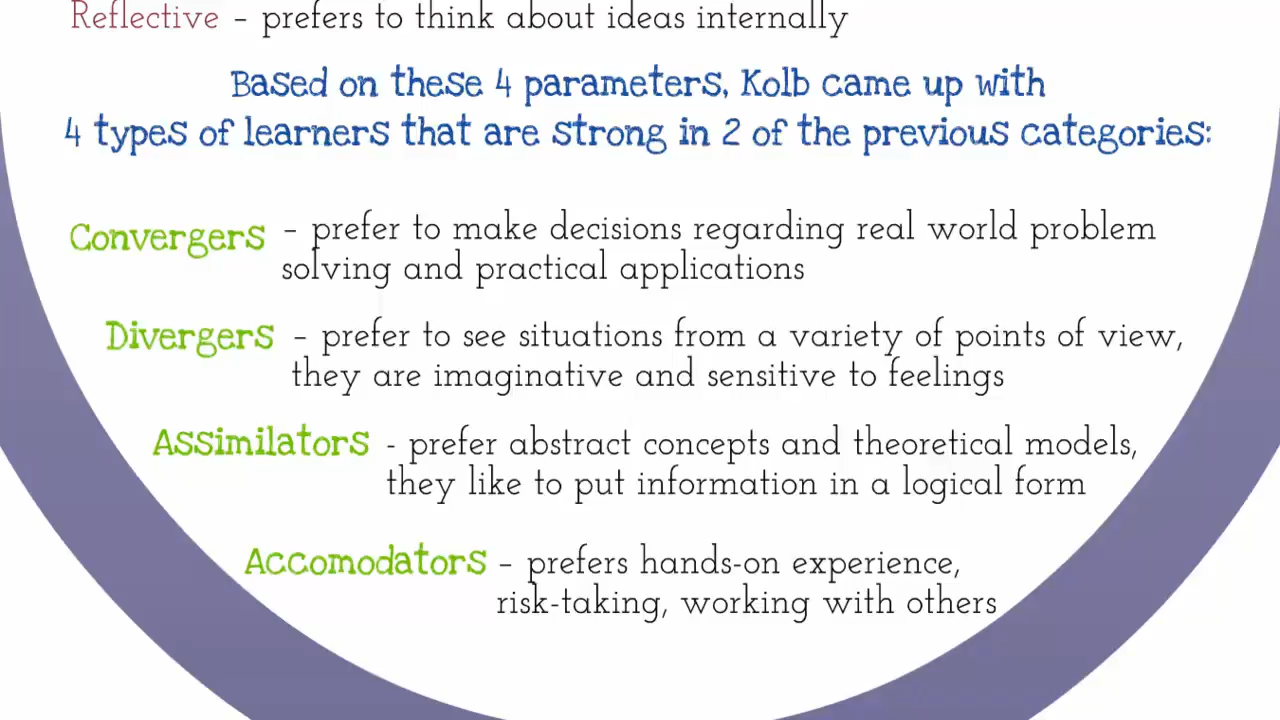 Reflective – prefers to think about ideas internally
Based on these 4 parameters, Kolb came up with
4 types of learners that are strong in 2 of the previous categories:
Convergers – prefer to make decisions regarding real world problem
solving and practical applications
Divergers – prefer to see situations from a variety of points of view,
they are imaginative and sensitive to feelings
Assimilators - prefer abstract concepts and theoretical models,
they like to put information in a logical form
Accomodators – prefers hands-on experience,
risk-taking, working with others